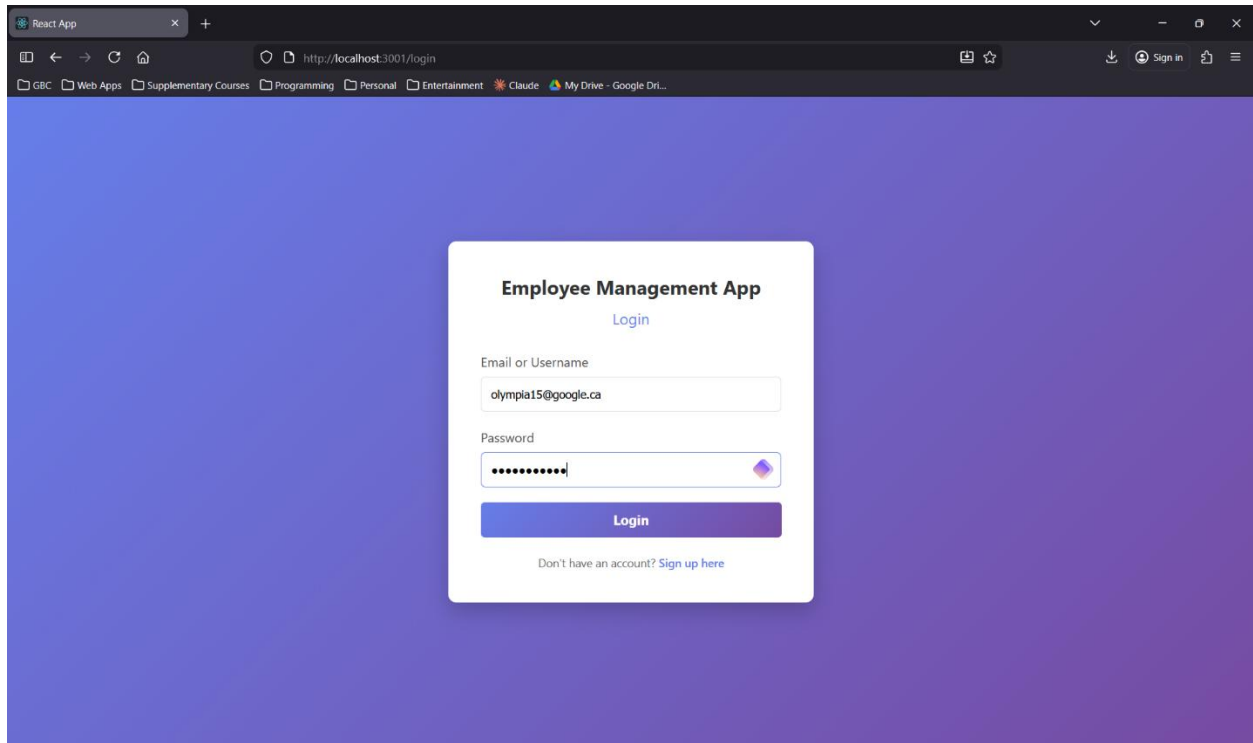 React App
http://localhost:3001/login
Sign in
GBC Web Apps Supplementary Courses Programming Personal Entertainment Claude My Drive - Google Dri...
Employee Management App
Login
Email or Username
olympia15@google.ca
Password
•••••••••••
Login
Don't have an account? Sign up here